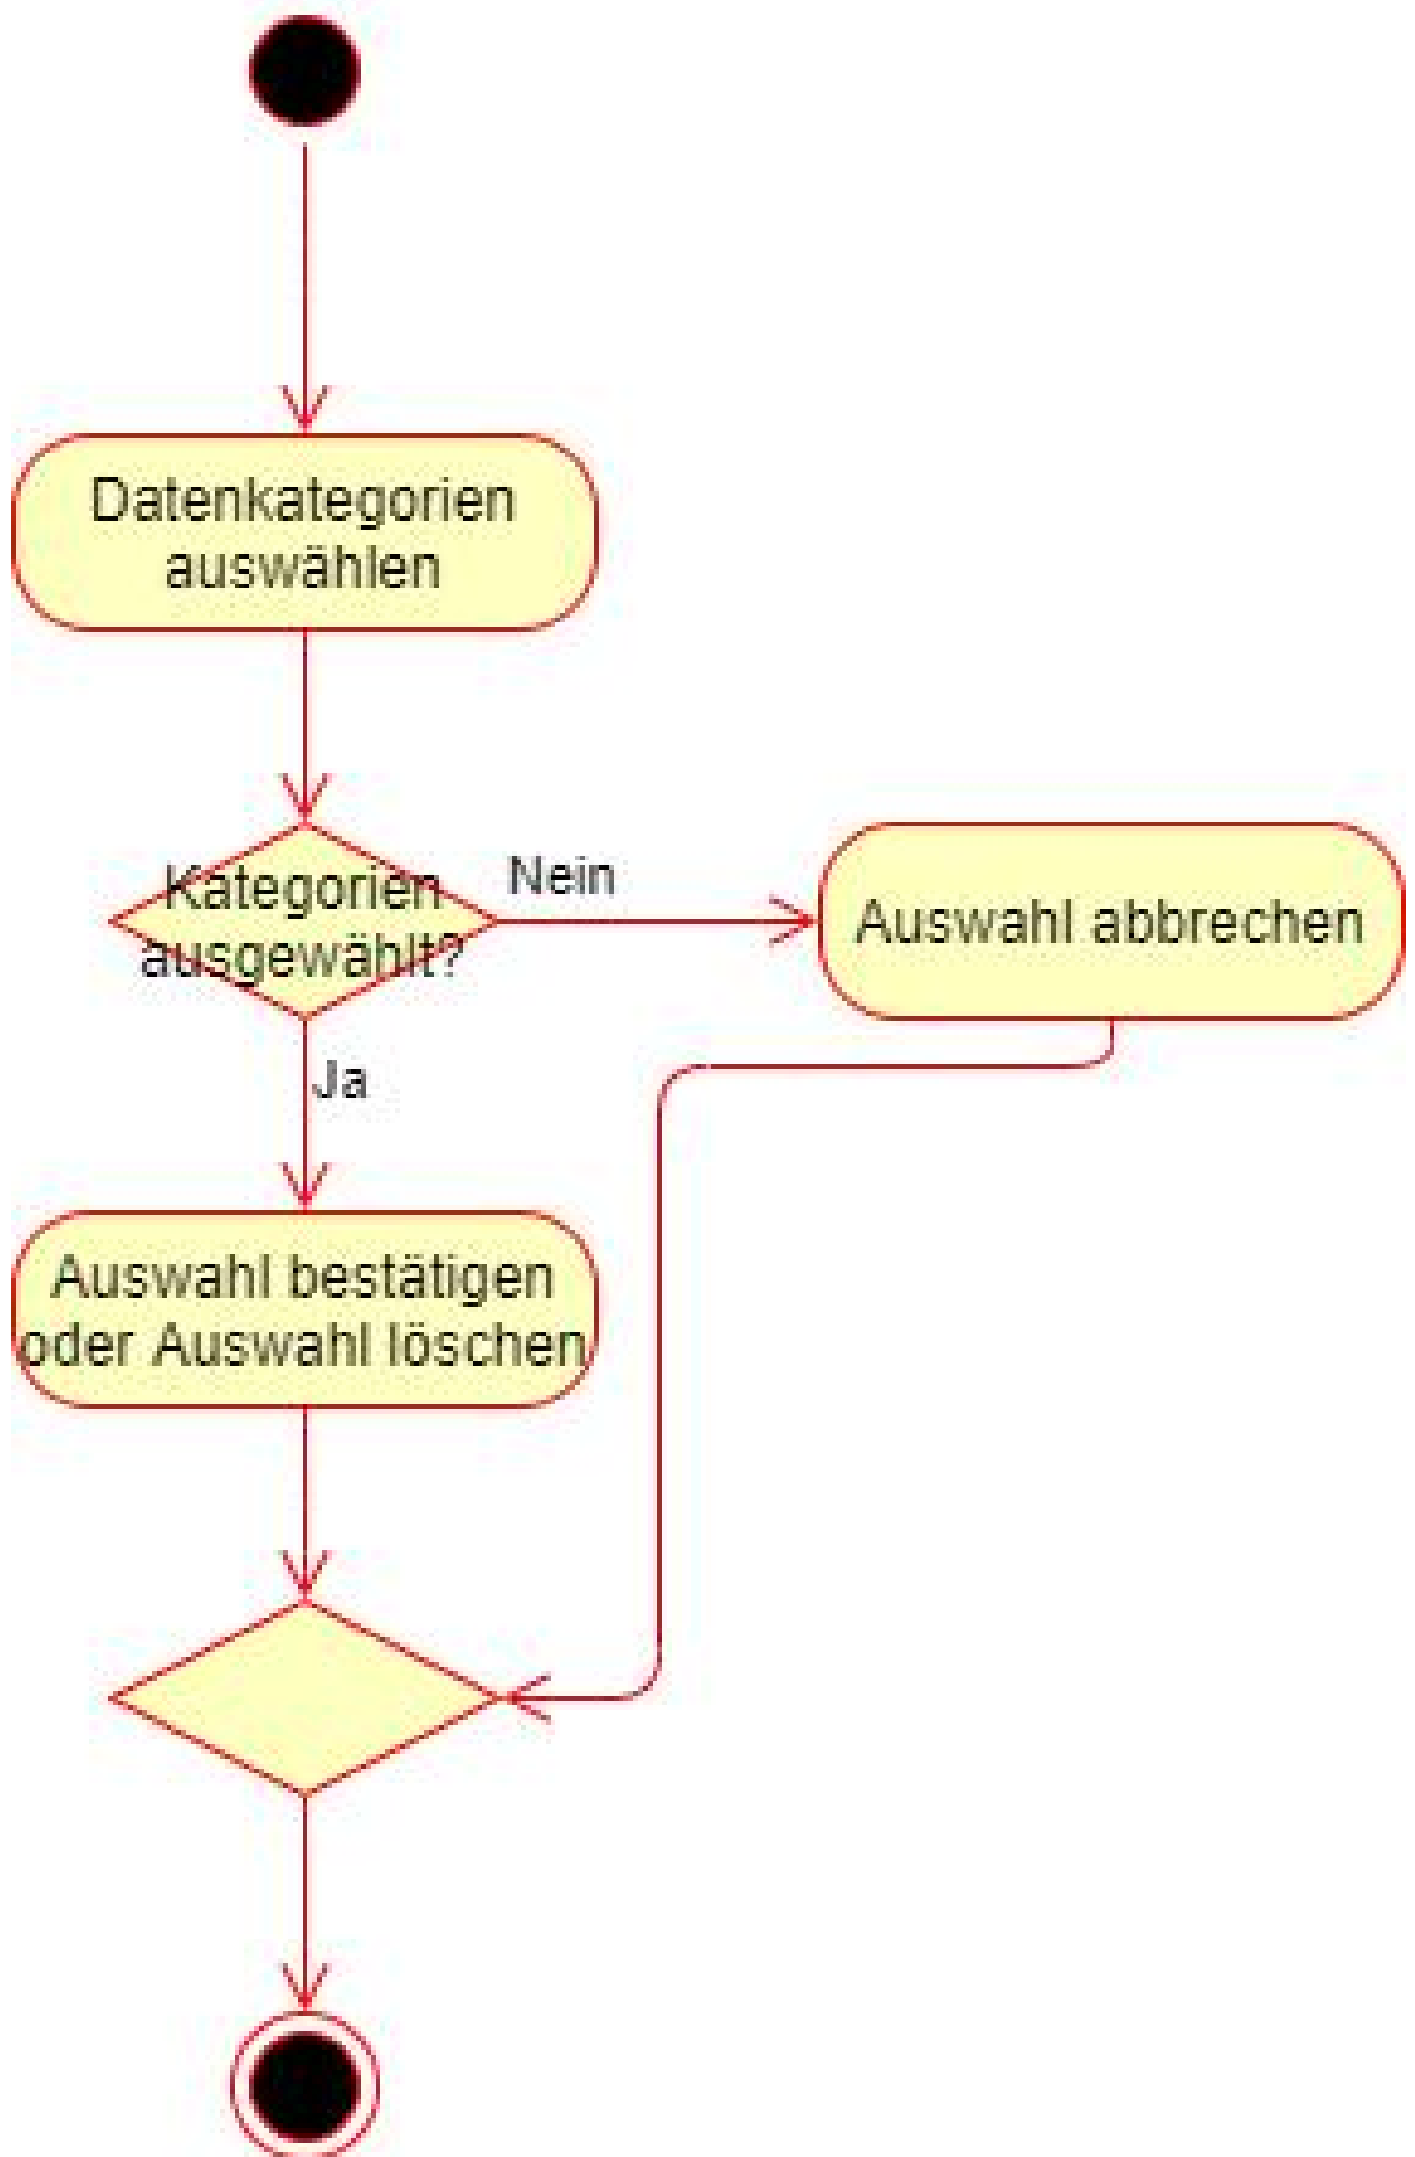 Datenkategorien
auswählen
Kategorien
ausgewählt?
Nein
Auswahl abbrechen
Ja
Auswahl bestätigen
oder Auswahl löschen